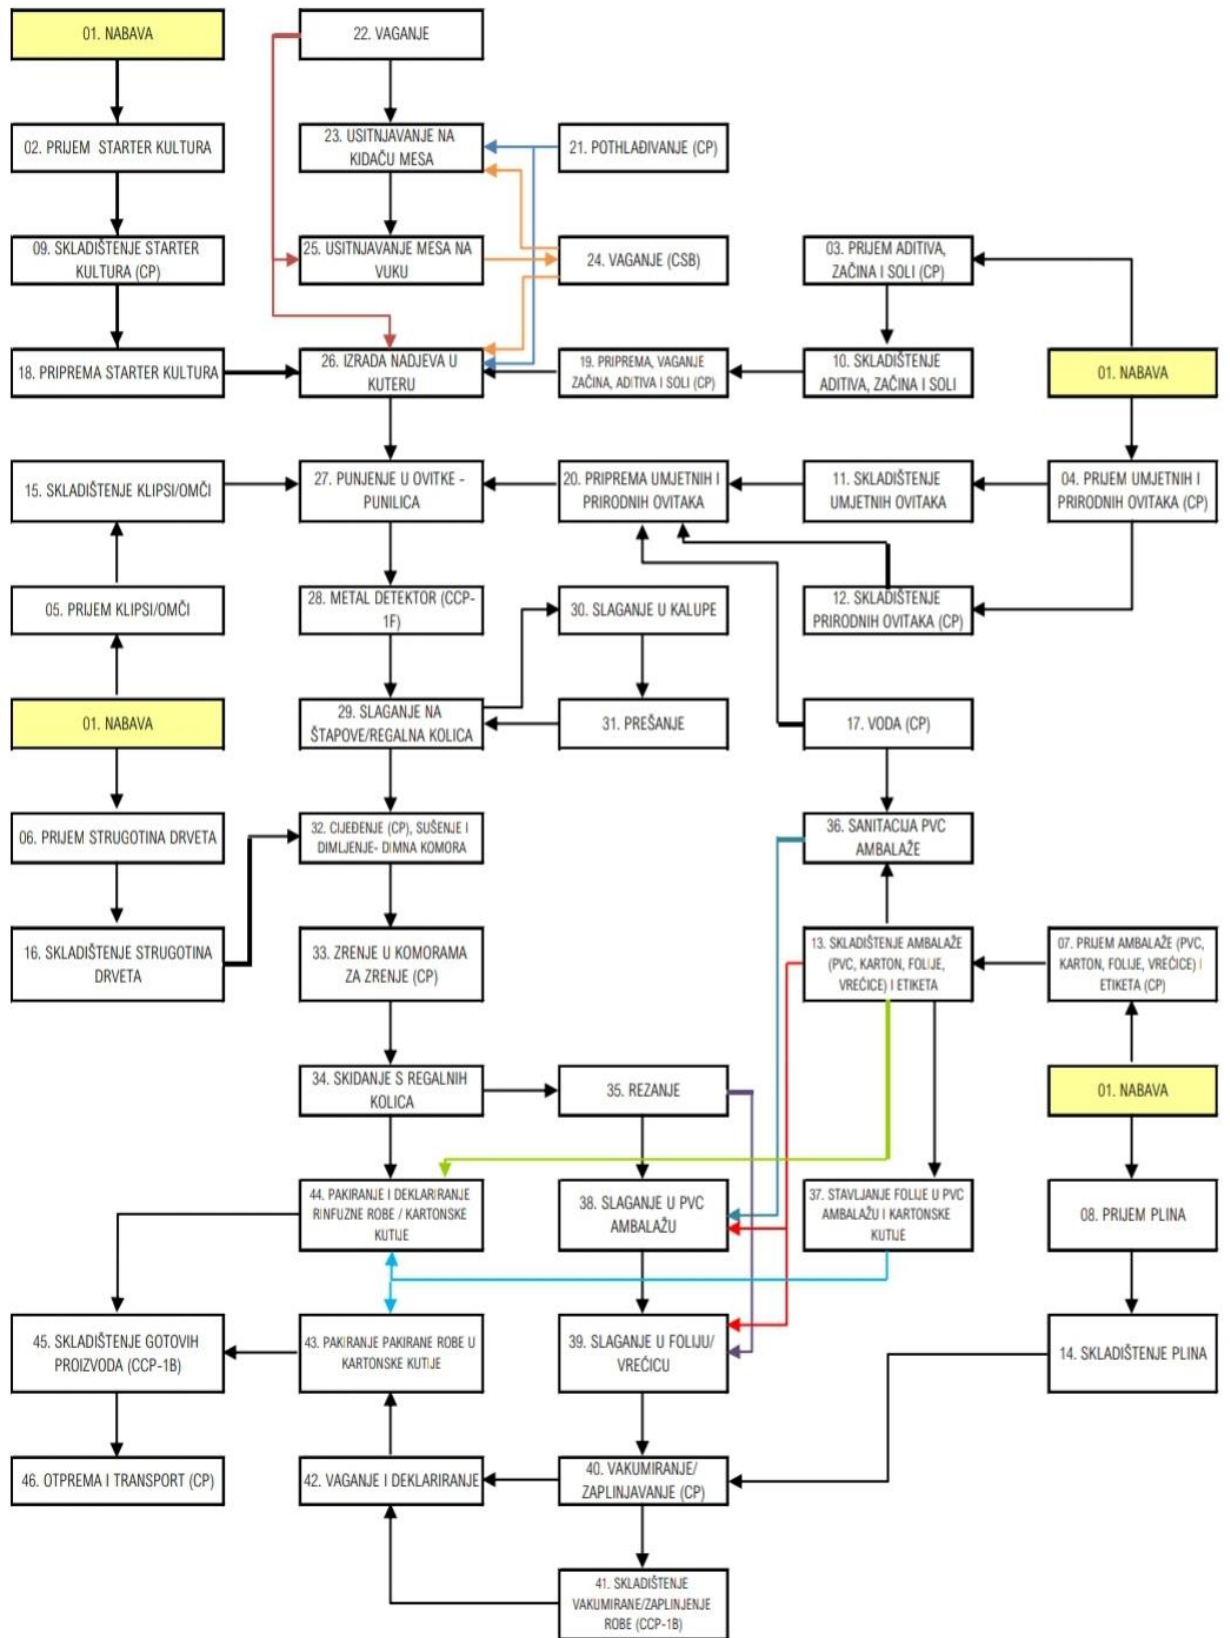 01. NABAVA
22. VAGANJE
02. PRIJEM STARTER KULTURA
23. USITNJAVANJE NA
KIDAČU MESA
21. POTHLAĐIVANJE (CP)
09. SKLADIŠTENJE STARTER
KULTURA (CP)
25. USITNJAVANJE MESA NA
VUKU
24. VAGANJE (CSB)
03. PRIJEM ADITIVA,
ZAČINA I SOLI (CP)
18. PRIPREMA STARTER KULTURA
26. IZRADA NADJEVA U
KUTERU
19. PRIPREMA, VAGANJE
ZAČINA, ADITIVA I SOLI (CP)
10. SKLADIŠTENJE
ADITIVA, ZAČINA I SOLI
01. NABAVA
15. SKLADIŠTENJE KLIPSI/OMČI
27. PUNJENJE U OVITKE -
PUNILICA
20. PRIPREMA UMJETNIH I
PRIRODNIH OVITAKA
11. SKLADIŠTENJE
UMJETNIH OVITAKA
04. PRIJEM UMJETNIH I
PRIRODNIH OVITAKA (CP)
05. PRIJEM KLIPSI/OMČI
28. METAL DETEKTOR (CCP-
1F)
30. SLAGANJE U KALUPE
12. SKLADIŠTENJE
PRIRODNIH OVITAKA (CP)
01. NABAVA
29. SLAGANJE NA
ŠTAPOVE/REGALNA KOLICA
31. PREŠANJE
17. VODA (CP)
06. PRIJEM STRUGOTINA DRVETA
32. CIJEĐENJE (CP), SUŠENJE I
DIMLJENJE- DIMNA KOMORA
36. SANITACIJA PVC
AMBALAŽE
16. SKLADIŠTENJE STRUGOTINA
DRVETA
33. ZRENJE U KOMORAMA
ZA ZRENJE (CP)
13. SKLADIŠTENJE AMBALAŽE
(PVC, KARTON, FOLIJE,
VREĆICE) I ETIKETA
07. PRIJEM AMBALAŽE (PVC,
KARTON, FOLIJE, VREĆICE) I
ETIKETA (CP)
34. SKIDANJE S REGALNIH
KOLICA
35. REZANJE
01. NABAVA
44. PAKIRANJE I DEKLARIRANJE
RINFUZNE ROBE / KARTONSKE
KUTIJE
38. SLAGANJE U PVC
AMBALAŽU
37. STAVLJANJE FOLIJE U PVC
AMBALAŽU I KARTONSKE
KUTIJE
08. PRIJEM PLINA
45. SKLADIŠTENJE GOTOVIH
PROIZVODA (CCP-1B)
43. PAKIRANJE PAKIRANE ROBE U
KARTONSKE KUTIJE
39. SLAGANJE U FOLIJU/
VREĆICU
14. SKLADIŠTENJE PLINA
46. OTPREMA I TRANSPORT (CP)
42. VAGANJE I DEKLARIRANJE
40. VAKUMIRANJE/
ZAPLINJAVANJE (CP)
41. SKLADIŠTENJE
VAKUMIRANE/ZAPLINJENJE
ROBE (CCP-1B)